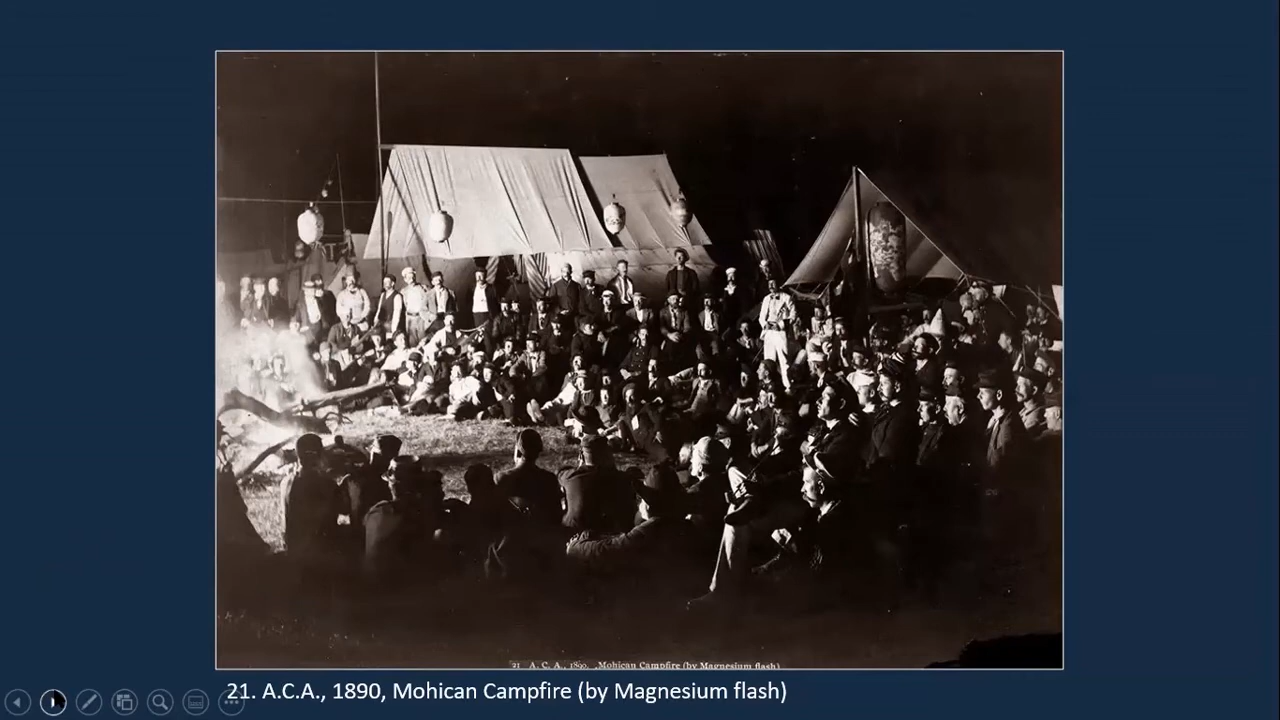 21 A. C. A., 1890. Mohican Campfire (by Magnesium flash)
21. A.C.A., 1890, Mohican Campfire (by Magnesium flash)